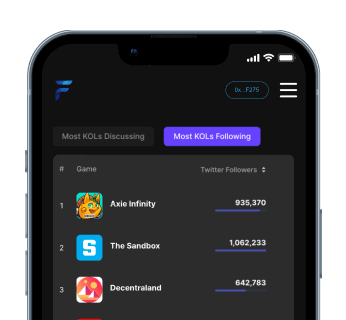 0x...F275
Most KOLs Discussing Most KOLs Following
# Game Twitter Followers
1 Axie Infinity 935,370
2 The Sandbox 1,062,233
3 Decentraland 642,783